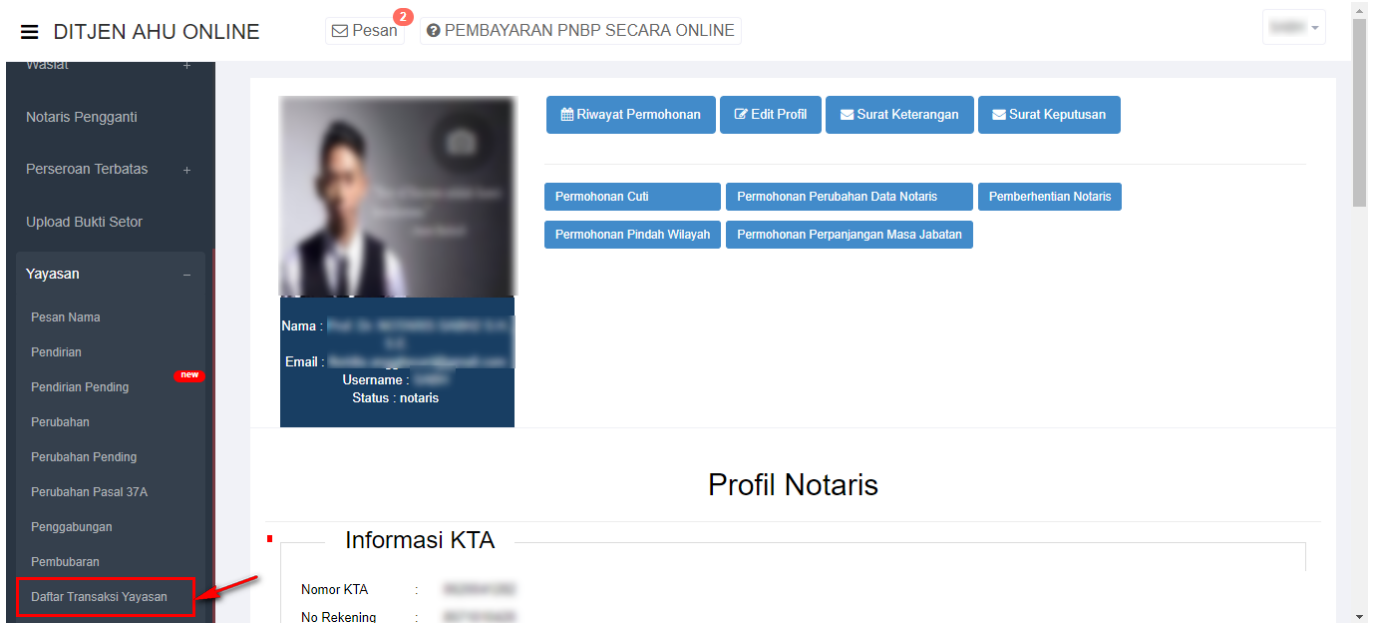 DITJEN AHU ONLINE
Pesan
2
PEMBAYARAN PNBP SECARA ONLINE
Wasiat +
Notaris Pengganti
Perseroan Terbatas +
Upload Bukti Setor
Yayasan −
Pesan Nama
Pendirian
Pendirian Pending
new
Perubahan
Perubahan Pending
Perubahan Pasal 37A
Penggabungan
Pembubaran
Daftar Transaksi Yayasan
Riwayat Permohonan
Edit Profil
Surat Keterangan
Surat Keputusan
Permohonan Cuti
Permohonan Perubahan Data Notaris
Pemberhentian Notaris
Permohonan Pindah Wilayah
Permohonan Perpanjangan Masa Jabatan
Nama :
Email :
Username :
Status : notaris
Profil Notaris
Informasi KTA
Nomor KTA :
No Rekening :